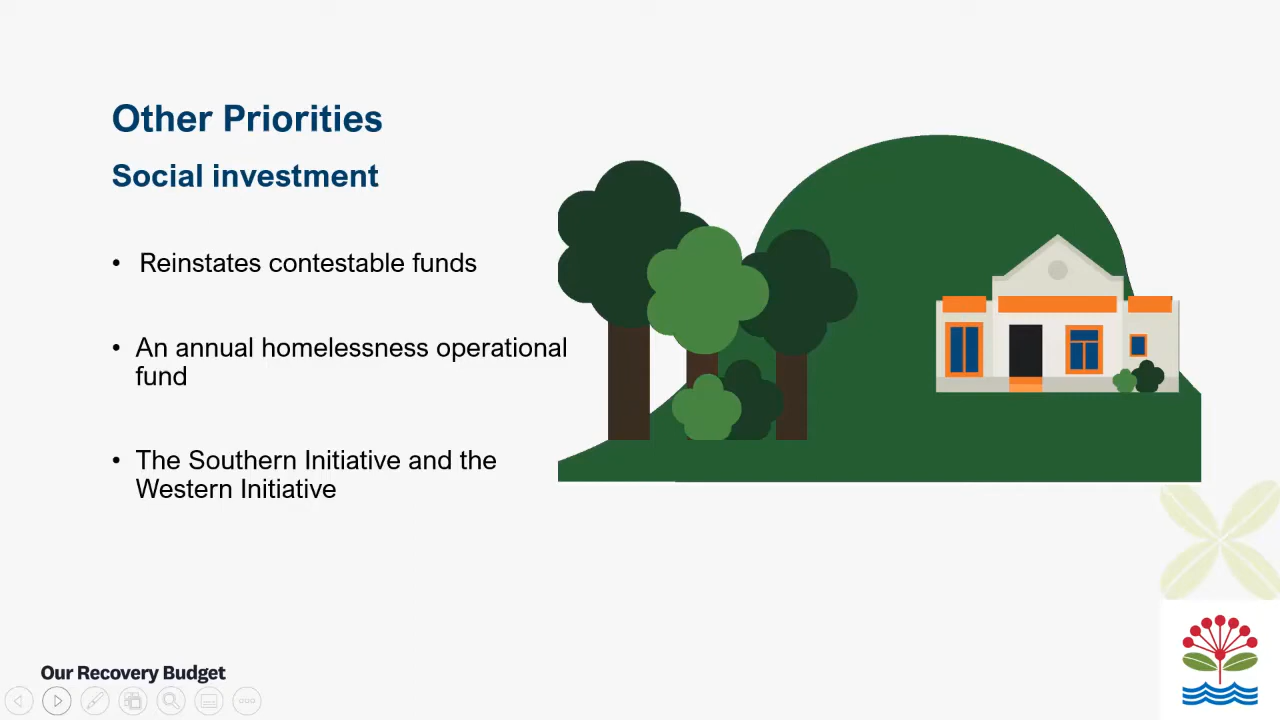 Other Priorities
Social investment
• Reinstates contestable funds
• An annual homelessness operational
fund
• The Southern Initiative and the
Western Initiative
Our Recovery Budget